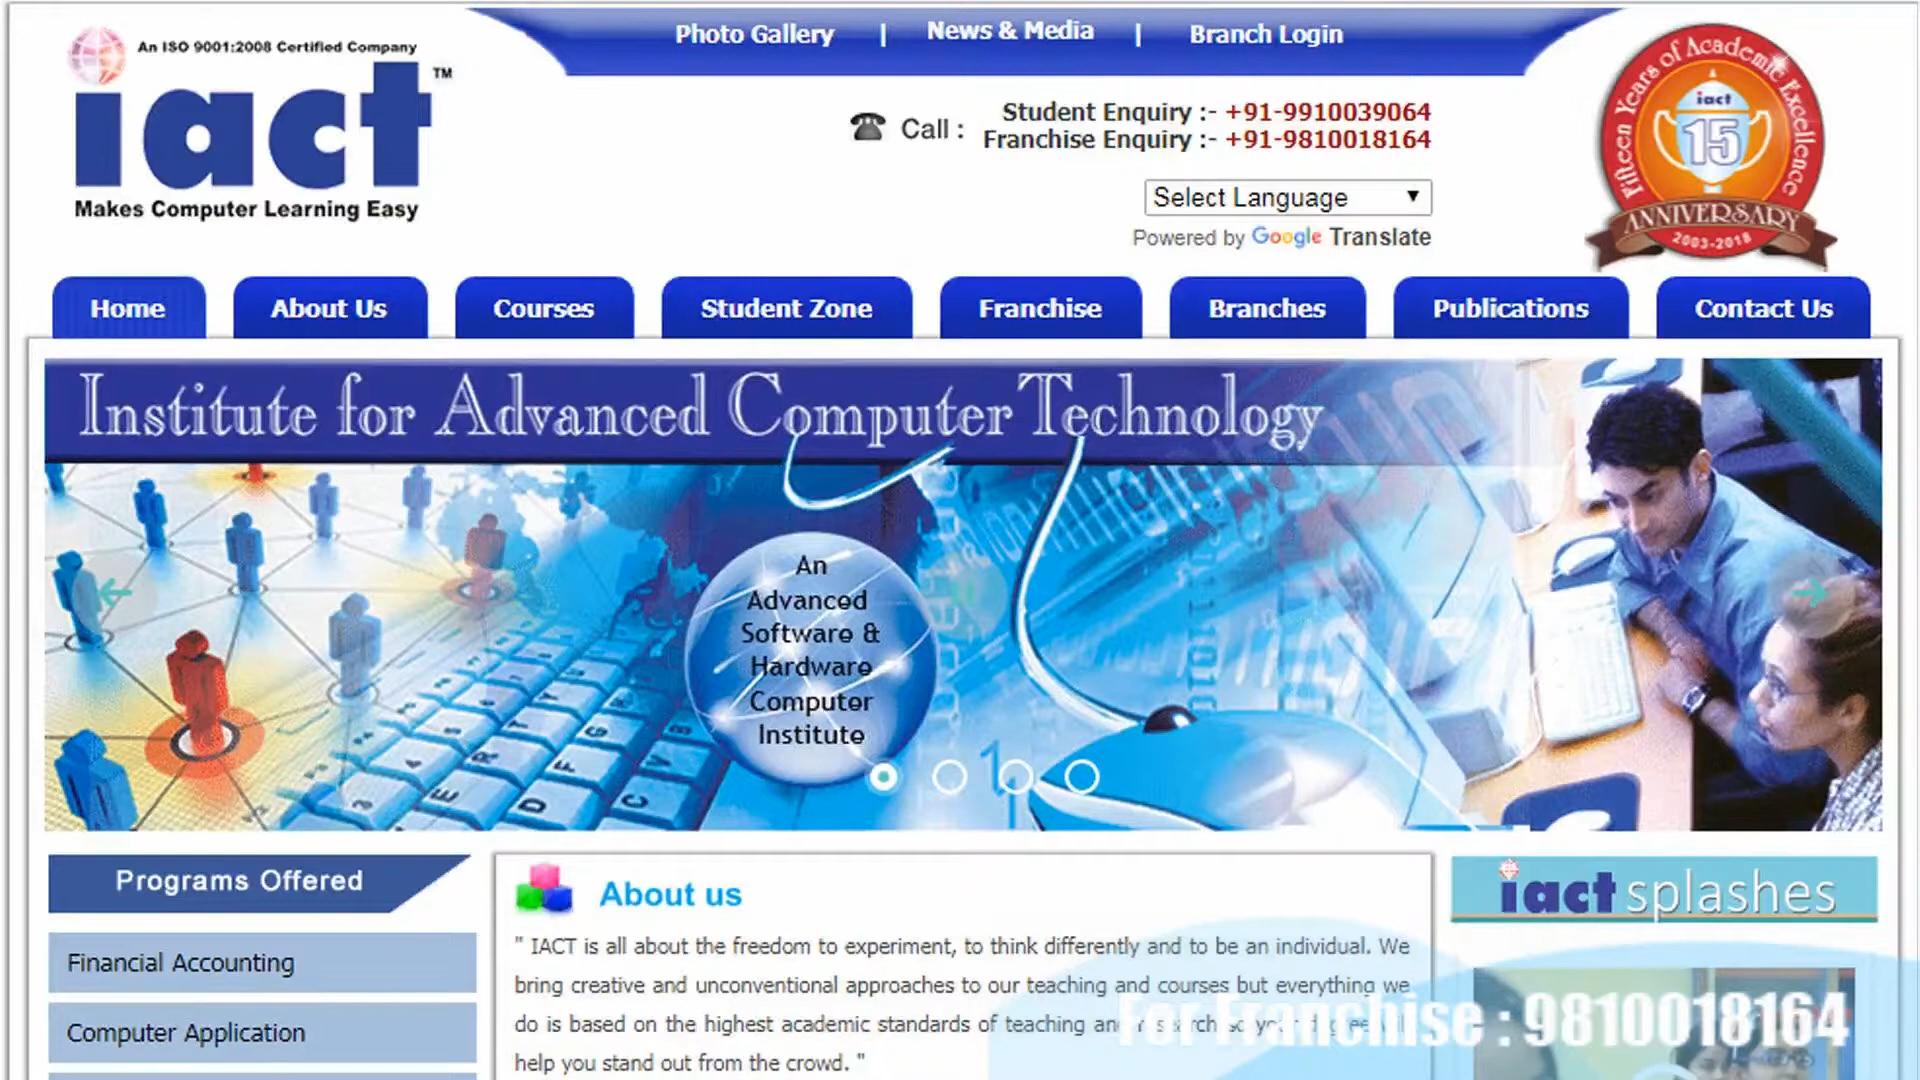 An ISO 9001:2008 Certified Company
iact TM
Makes Computer Learning Easy
Photo Gallery | News & Media | Branch Login
Call :
Student Enquiry :- +91-9910039064
Franchise Enquiry :- +91-9810018164
Select Language
Powered by Google Translate
Fifteen Years of Academic Excellence
iact
15
ANNIVERSARY
2003-2018
Home
About Us
Courses
Student Zone
Franchise
Branches
Publications
Contact Us
Institute for Advanced Computer Technology
An
Advanced
Software &
Hardware
Computer
Institute
Programs Offered
Financial Accounting
Computer Application
About us
" IACT is all about the freedom to experiment, to think differently and to be an individual. We
bring creative and unconventional approaches to our teaching and courses but everything we
do is based on the highest academic standards of teaching and research so your degree will
help you stand out from the crowd. "
iact splashes
For Franchise : 9810018164